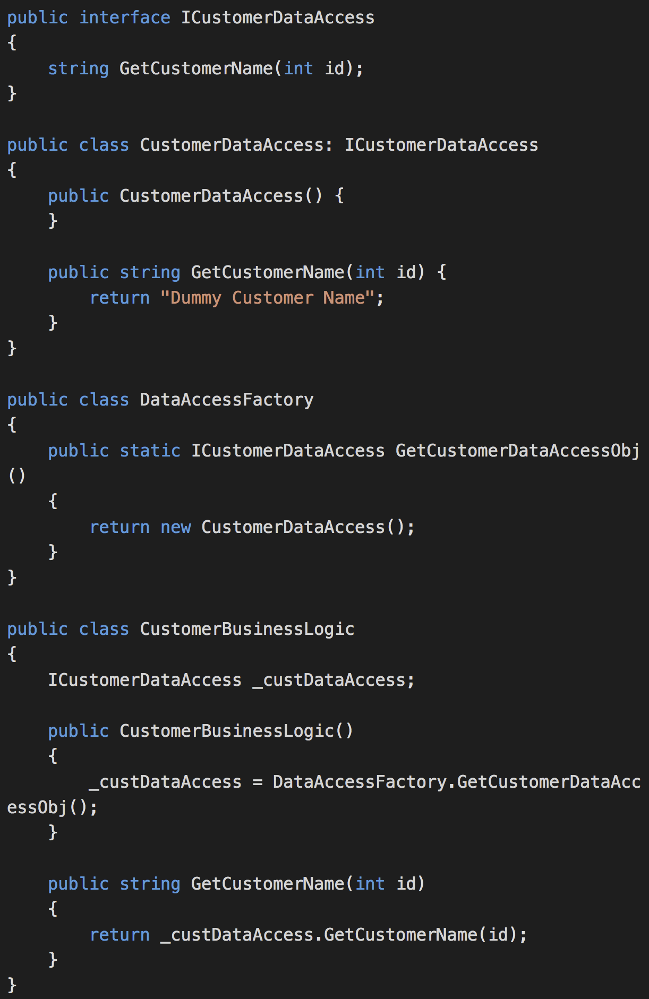 public interface ICustomerDataAccess
{
    string GetCustomerName(int id);
}

public class CustomerDataAccess: ICustomerDataAccess
{
    public CustomerDataAccess() {
    }

    public string GetCustomerName(int id) {
        return "Dummy Customer Name";
    }
}

public class DataAccessFactory
{
    public static ICustomerDataAccess GetCustomerDataAccessObj
()
    {
        return new CustomerDataAccess();
    }
}

public class CustomerBusinessLogic
{
    ICustomerDataAccess _custDataAccess;

    public CustomerBusinessLogic()
    {
        _custDataAccess = DataAccessFactory.GetCustomerDataAcc
essObj();
    }

    public string GetCustomerName(int id)
    {
        return _custDataAccess.GetCustomerName(id);
    }
}